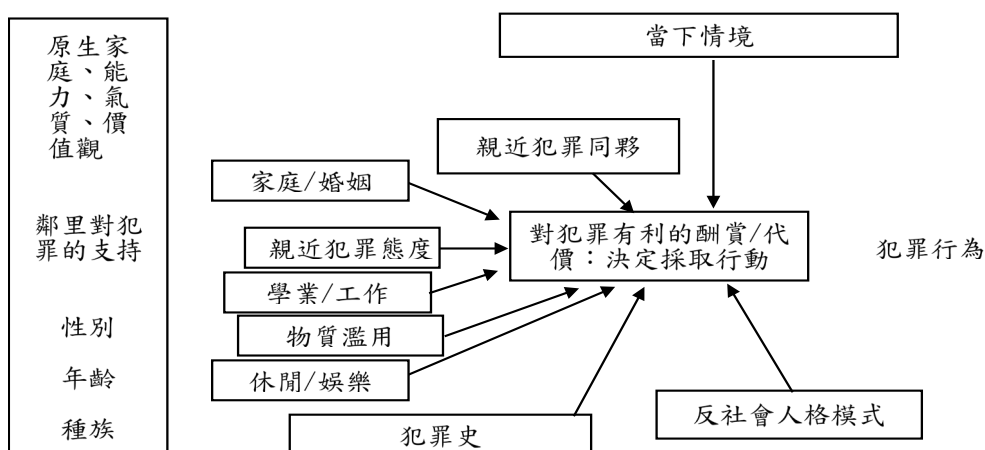 原生家
庭、能
力、氣
質、價
值觀
鄰里對犯
罪的支持
性別
年齡
種族
當下情境
親近犯罪同夥
家庭/婚姻
親近犯罪態度
學業/工作
物質濫用
休閒/娛樂
犯罪史
反社會人格模式
對犯罪有利的酬賞/代
價：決定採取行動
犯罪行為